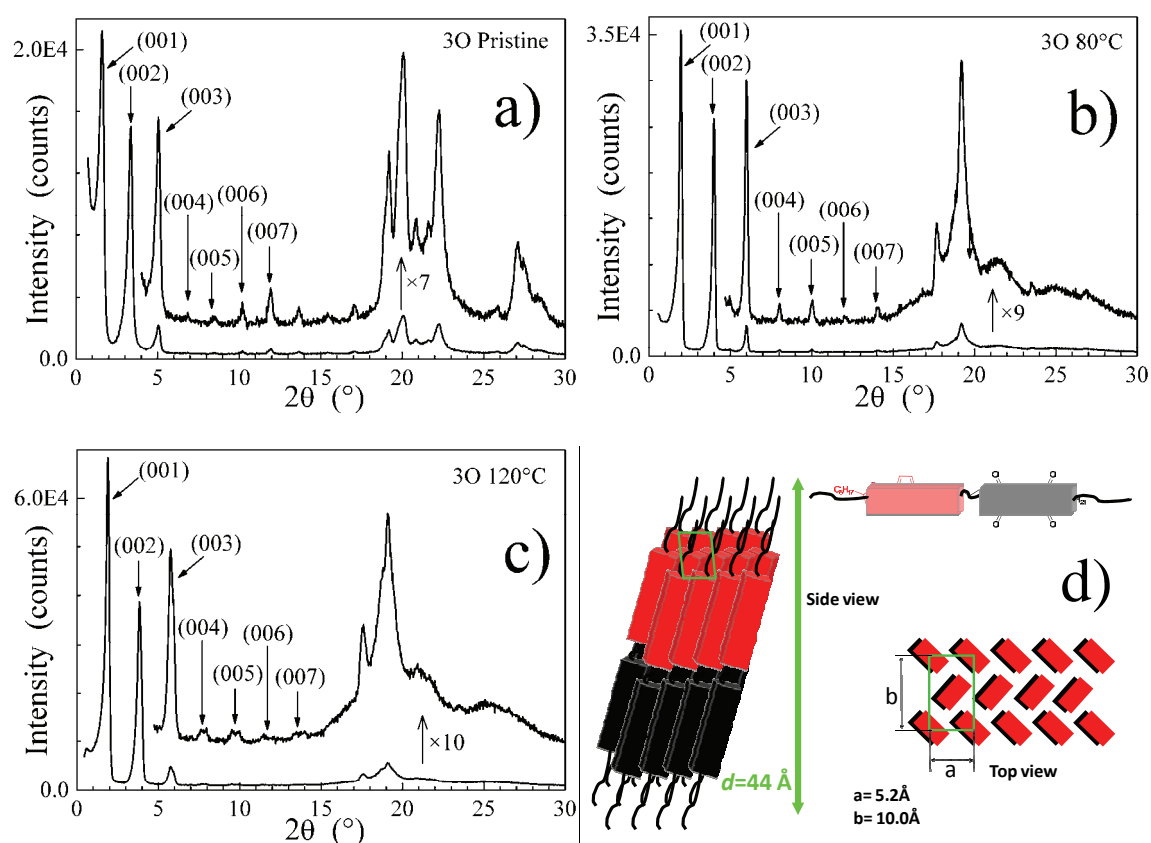 2.0E4
(001)
(002)
(003)
3O Pristine
a)
(004)
(005)
(006)
(007)
×7
0.0
0 5 10 15 20 25 30
2θ (°)
Intensity (counts)
3.5E4
(001)
(002)
(003)
3O 80°C
b)
(004)
(005)
(006)
(007)
×9
0.0
0 5 10 15 20 25 30
2θ (°)
Intensity (counts)
6.0E4
(001)
(002)
(003)
3O 120°C
c)
(004)
(005)
(006)
(007)
×10
0.0
0 5 10 15 20 25 30
2θ (°)
Intensity (counts)
C8H17
Side view
d)
d=44 Å
b
a
Top view
a= 5.2Å
b= 10.0Å